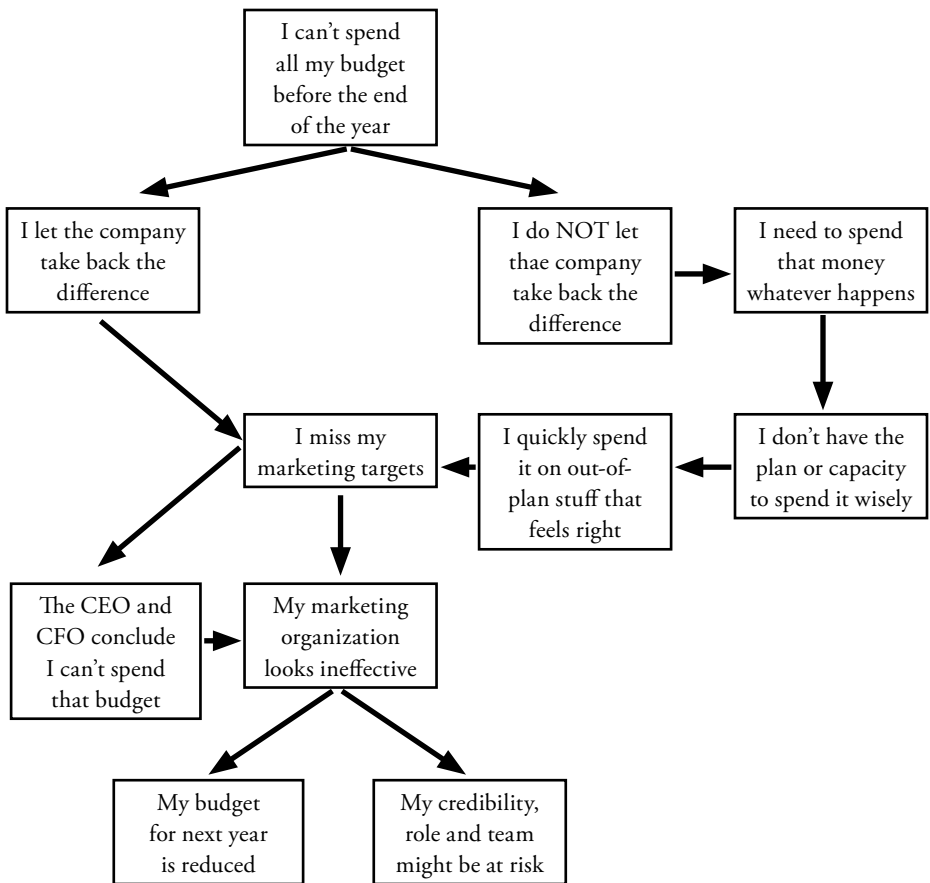 I can’t spend
all my budget
before the end
of the year
I let the company
take back the
difference
I do NOT let
thae company
take back the
difference
I need to spend
that money
whatever happens
I miss my
marketing targets
I quickly spend
it on out-of-
plan stuff that
feels right
I don’t have the
plan or capacity
to spend it wisely
The CEO and
CFO conclude
I can’t spend
that budget
My marketing
organization
looks ineffective
My budget
for next year
is reduced
My credibility,
role and team
might be at risk